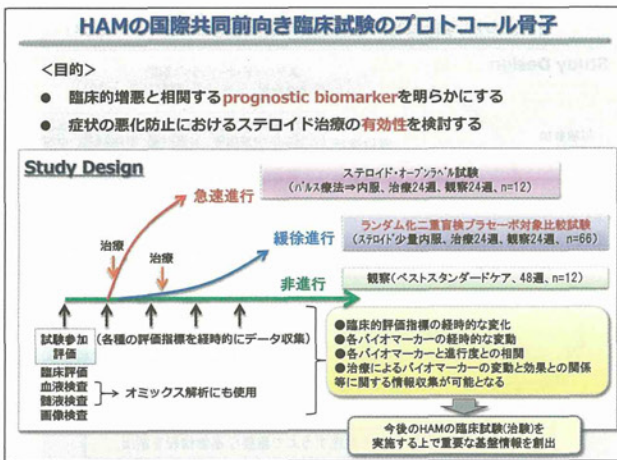 HAMの国際共同前向き臨床試験のプロトコール骨子
<目的>
● 臨床的増悪と相関するprognostic biomarkerを明らかにする
● 症状の悪化防止におけるステロイド治療の有効性を検討する
Study Design
ステロイド・オープンラベル試験
(パルス療法⇒内服、治療24週、観察24週、n=12)
急速進行
ランダム化二重盲検プラセーボ対象比較試験
(ステロイド少量内服、治療24週、観察24週、n=66)
緩徐進行
治療
治療
観察(ベストスタンダードケア、48週、n=12)
非進行
試験参加
評価
(各種の評価指標を経時的にデータ収集)
臨床評価
血液検査
髄液検査
画像検査
オミックス解析にも使用
●臨床的評価指標の経時的な変化
●各バイオマーカーの経時的な変動
●各バイオマーカーと進行度との相関
●治療によるバイオマーカーの変動と効果との関係
等に関する情報収集が可能となる
今後のHAMの臨床試験(治験)を
実施する上で重要な基盤情報を創出